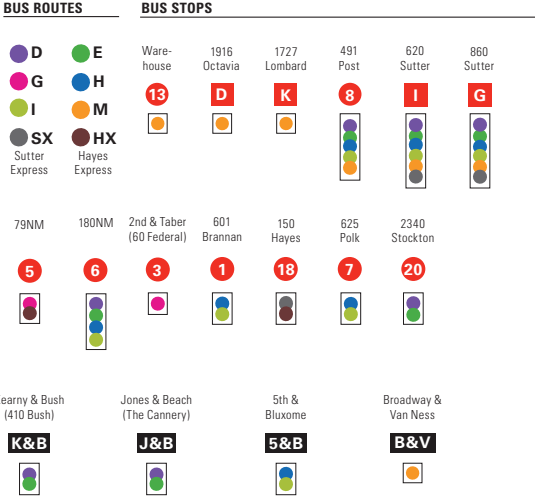 BUS ROUTES
BUS STOPS
D
E
G
H
I
M
SX
HX
Sutter
Express
Hayes
Express
Ware-
house
13
1916
Octavia
D
1727
Lombard
K
491
Post
8
620
Sutter
I
860
Sutter
G
79NM
5
180NM
6
2nd & Taber
(60 Federal)
3
601
Brannan
1
150
Hayes
18
625
Polk
7
2340
Stockton
20
earny & Bush
(410 Bush)
K&B
Jones & Beach
(The Cannery)
J&B
5th &
Bluxome
5&B
Broadway &
Van Ness
B&V